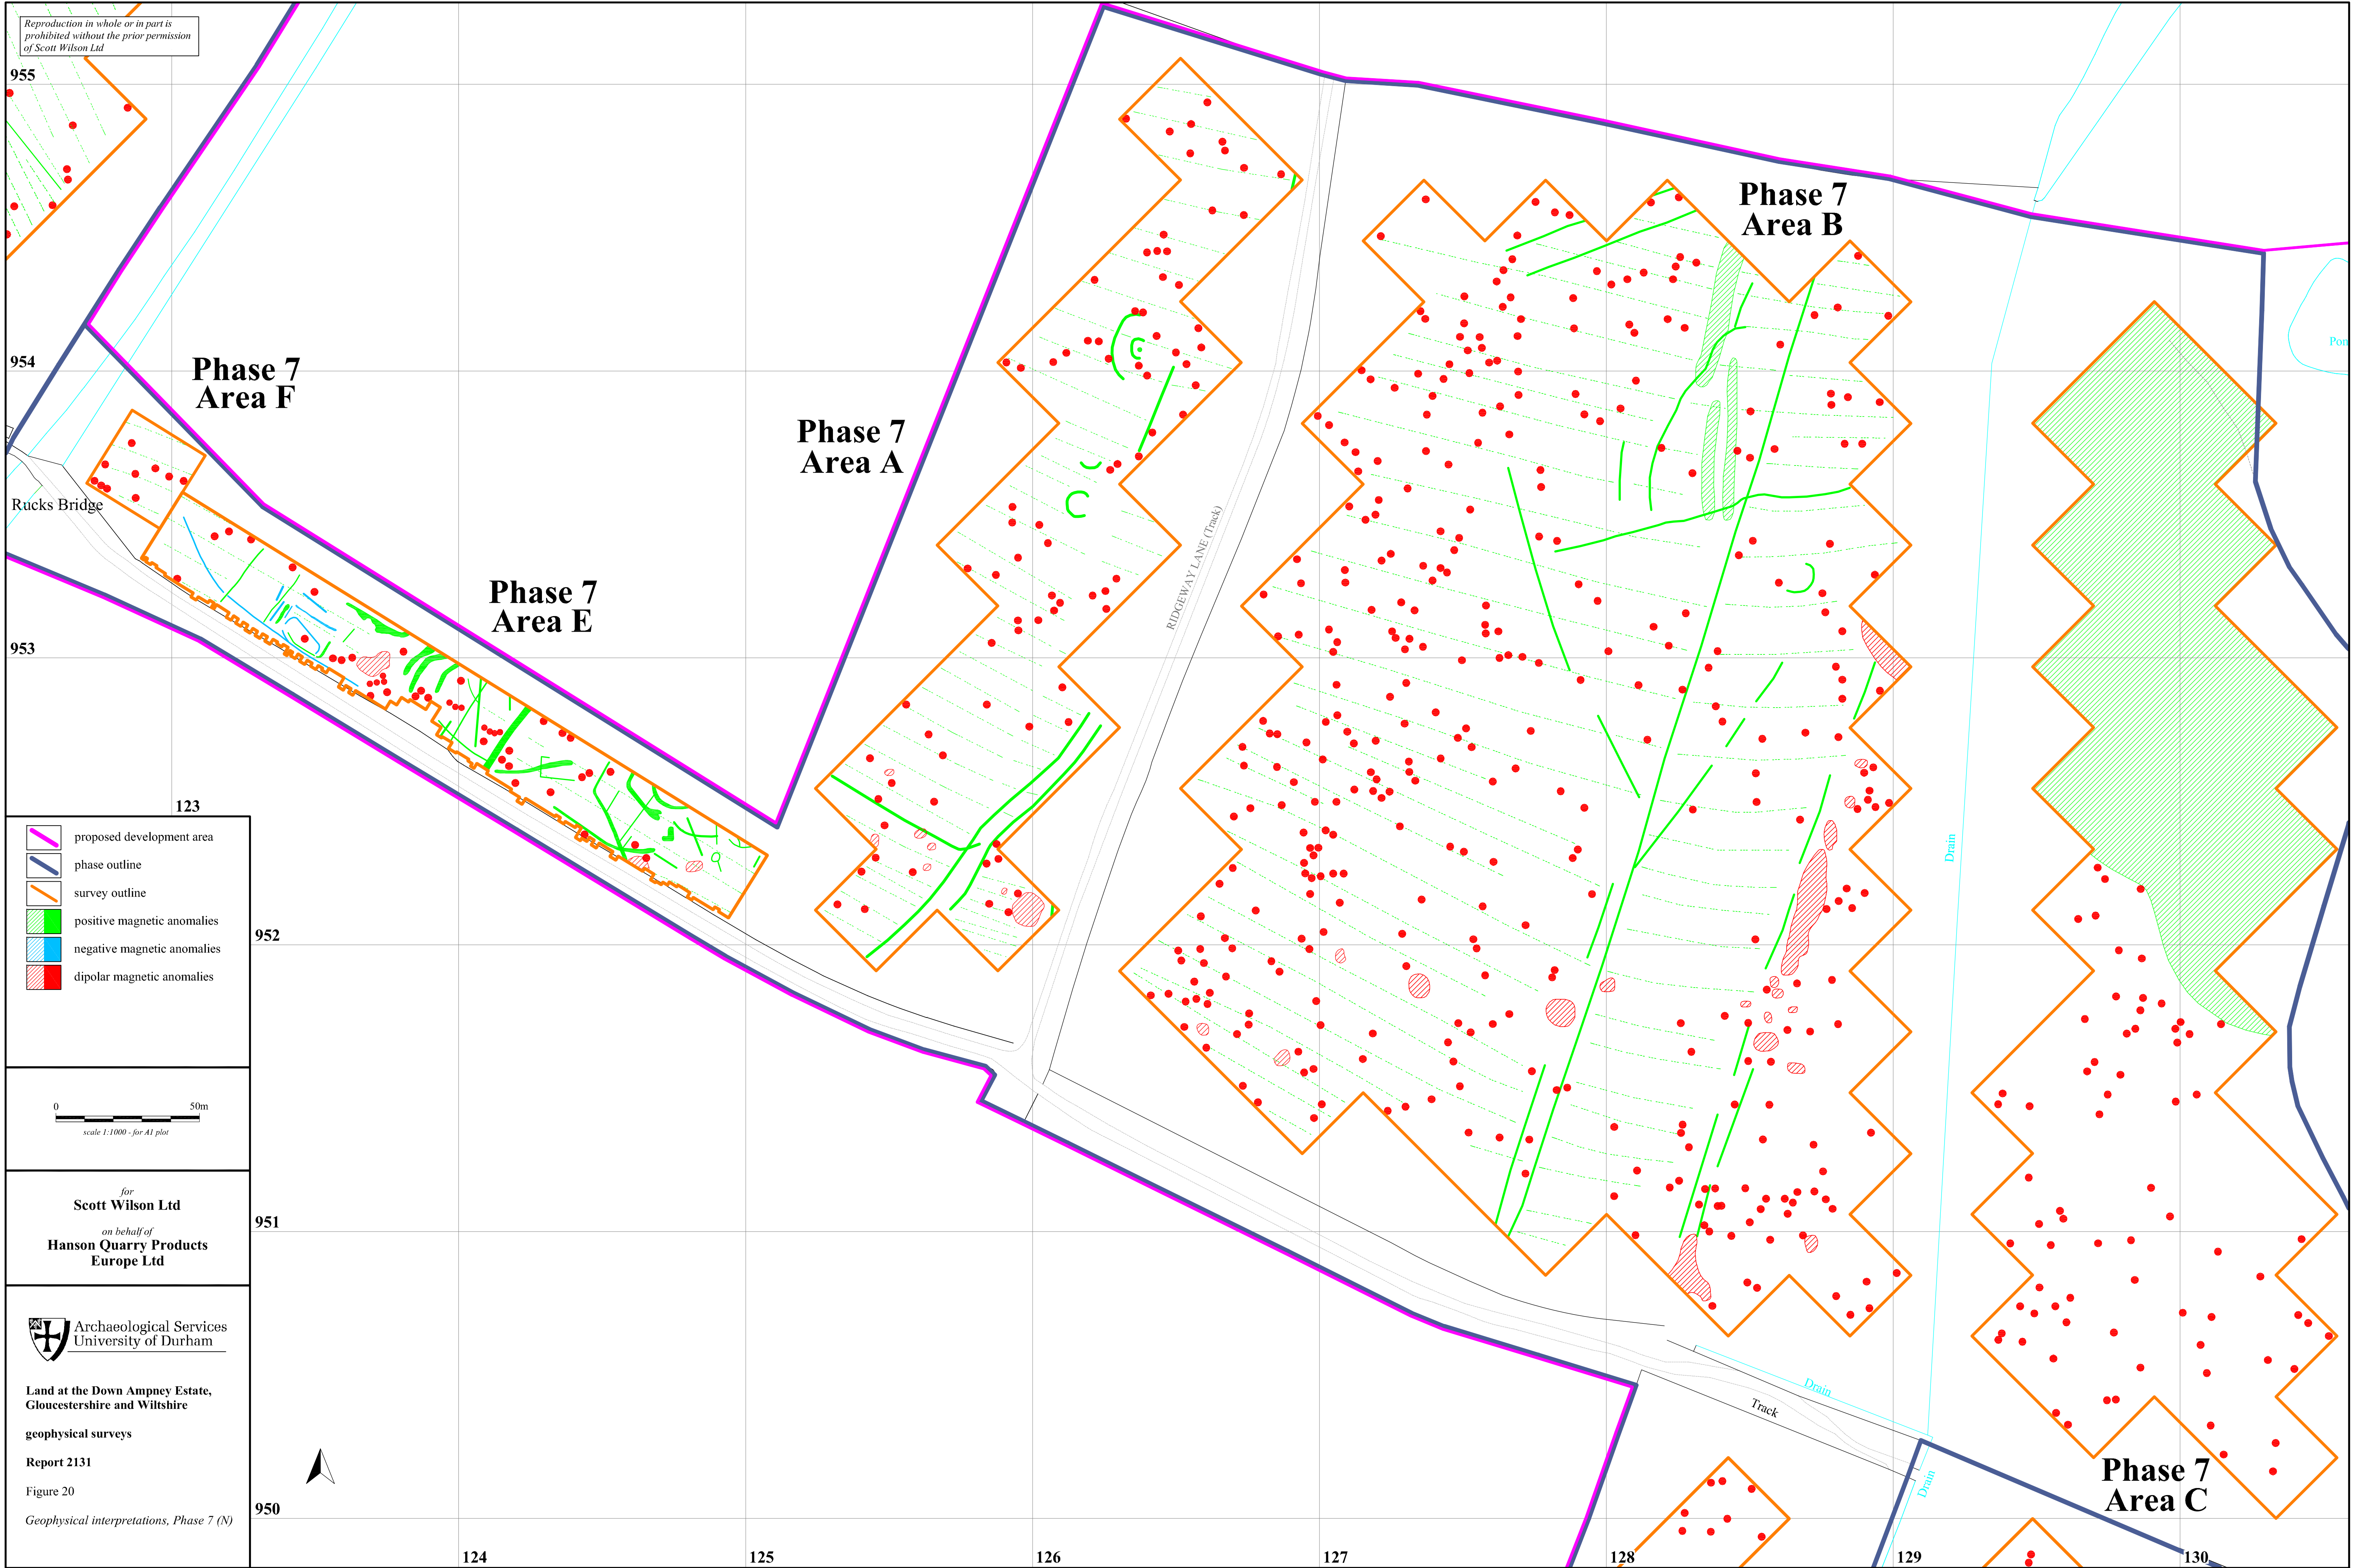 Reproduction in whole or in part is
prohibited without the prior permission
of Scott Wilson Ltd
955
954
953
952
951
950
123
124
125
126
127
128
129
130
Phase 7
Area F
Phase 7
Area E
Phase 7
Area A
Phase 7
Area B
Phase 7
Area C
Rucks Bridge
RIDGEWAY LANE (Track)
Drain
Drain
Drain
Track
Pon
proposed development area
phase outline
survey outline
positive magnetic anomalies
negative magnetic anomalies
dipolar magnetic anomalies
0 50m
scale 1:1000 - for A1 plot
for
Scott Wilson Ltd
on behalf of
Hanson Quarry Products
Europe Ltd
Archaeological Services
University of Durham
Land at the Down Ampney Estate,
Gloucestershire and Wiltshire
geophysical surveys
Report 2131
Figure 20
Geophysical interpretations, Phase 7 (N)